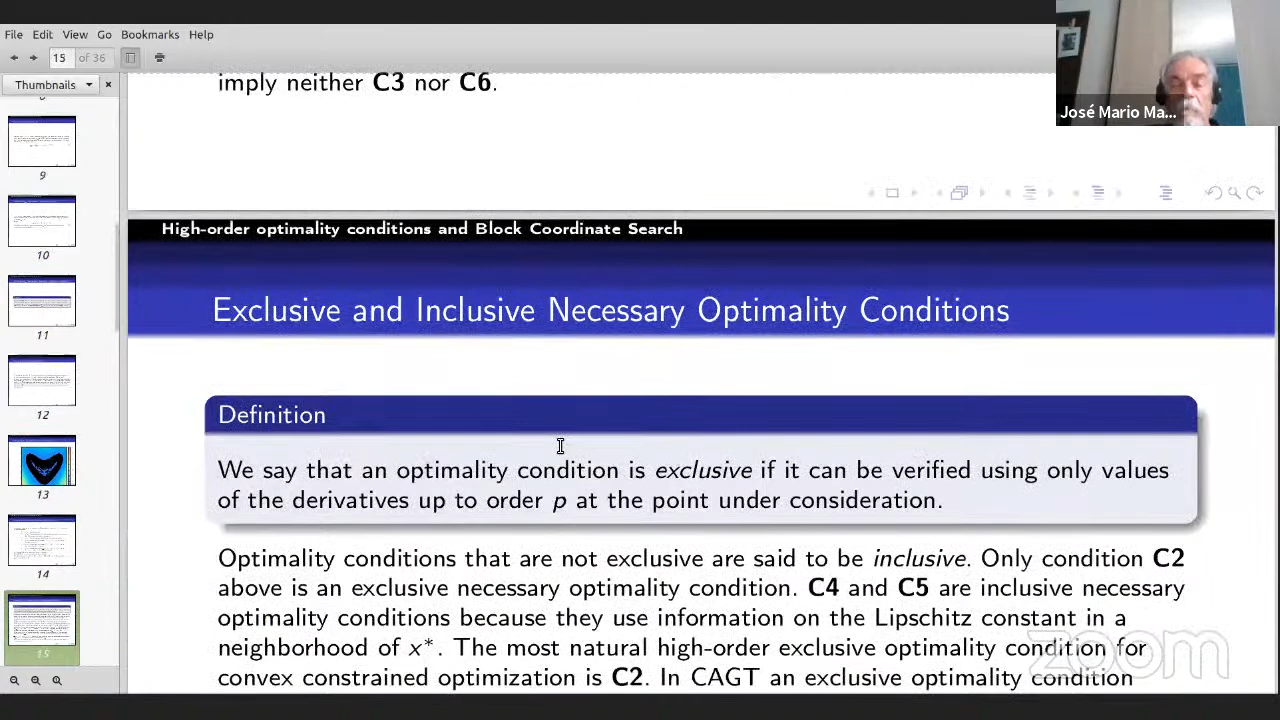 File Edit View Go Bookmarks Help
15 of 36
Thumbnails
imply neither C3 nor C6.
José Mario Ma...
9
10
11
12
13
14
15
High-order optimality conditions and Block Coordinate Search
Exclusive and Inclusive Necessary Optimality Conditions
Definition
We say that an optimality condition is exclusive if it can be verified using only values
of the derivatives up to order p at the point under consideration.
Optimality conditions that are not exclusive are said to be inclusive. Only condition C2
above is an exclusive necessary optimality condition. C4 and C5 are inclusive necessary
optimality conditions because they use information on the Lipschitz constant in a
neighborhood of x*. The most natural high-order exclusive optimality condition for
convex constrained optimization is C2. In CAGT an exclusive optimality condition
zoom